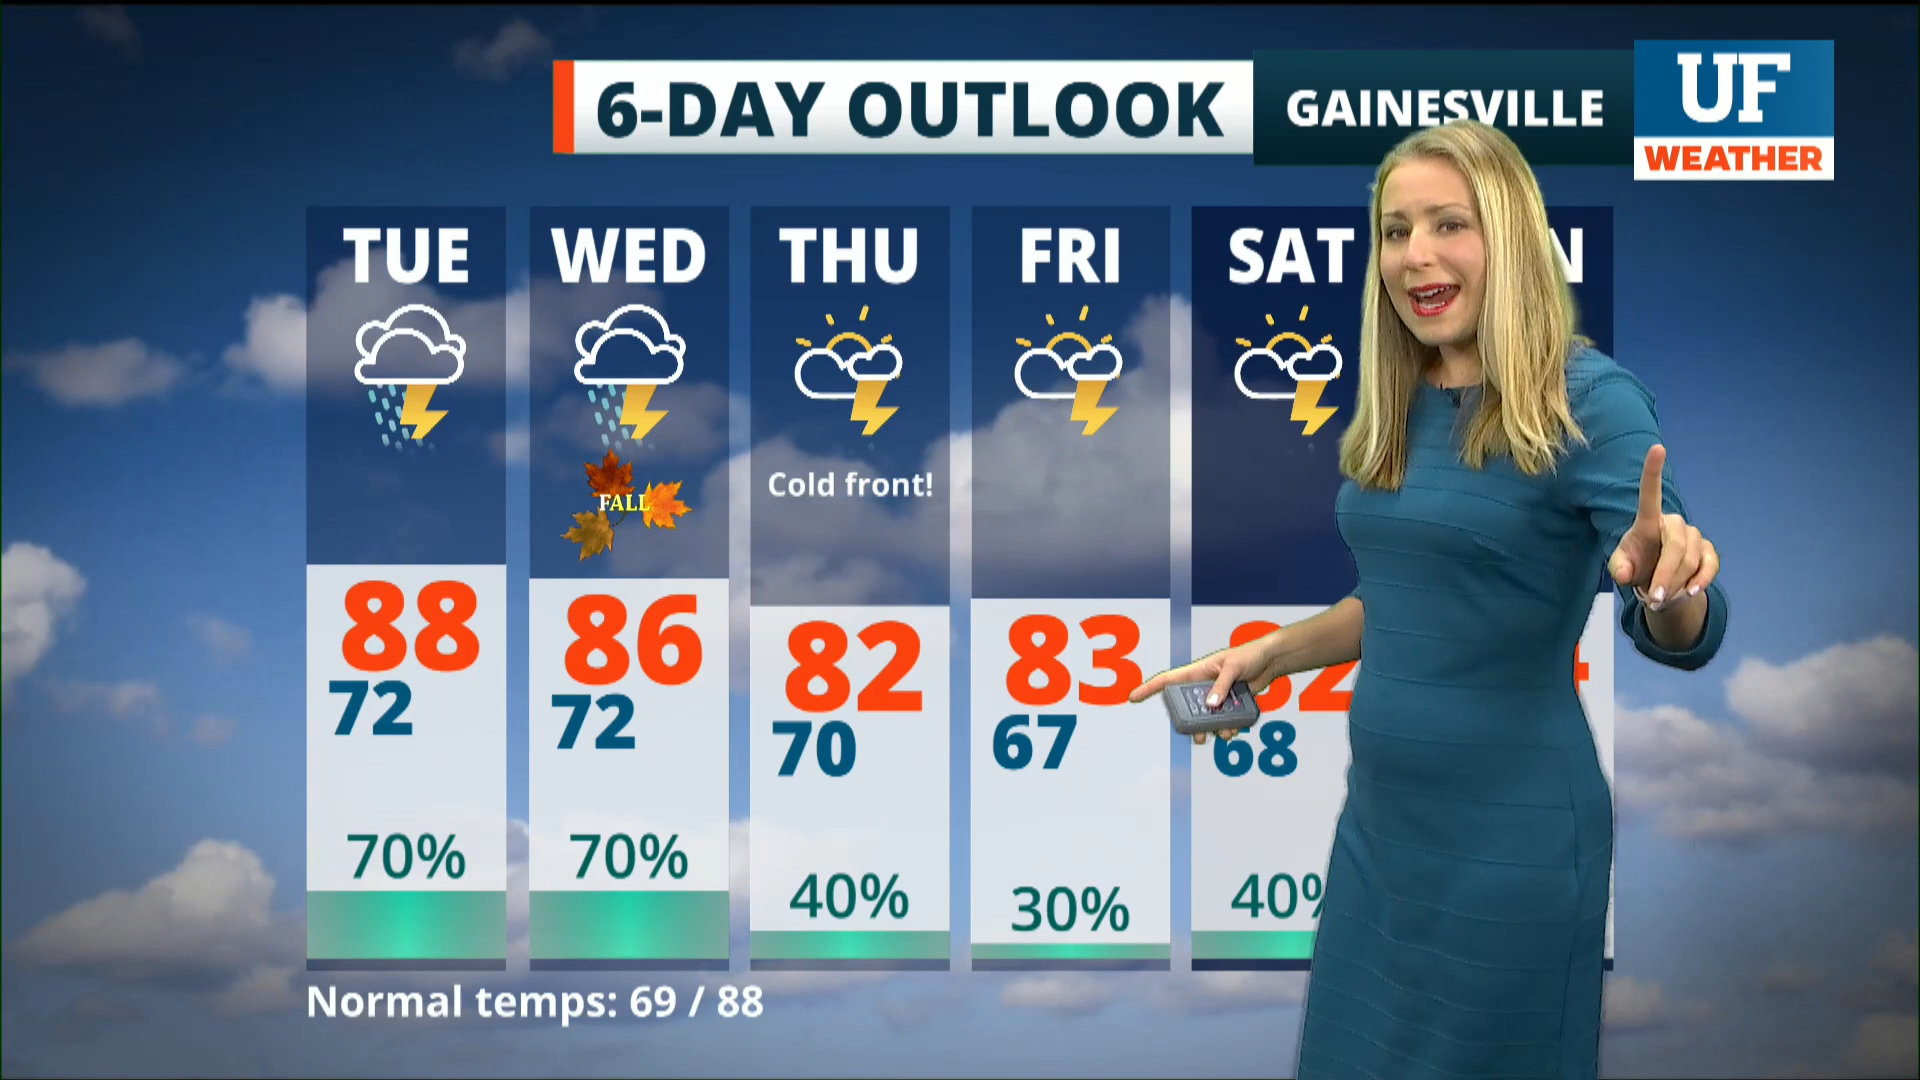 6-DAY OUTLOOK
GAINESVILLE
UF
WEATHER
TUE
WED
THU
FRI
SAT
FALL
Cold front!
88
86
82
83
82
72
72
70
67
68
70%
70%
40%
30%
40%
Normal temps: 69 / 88